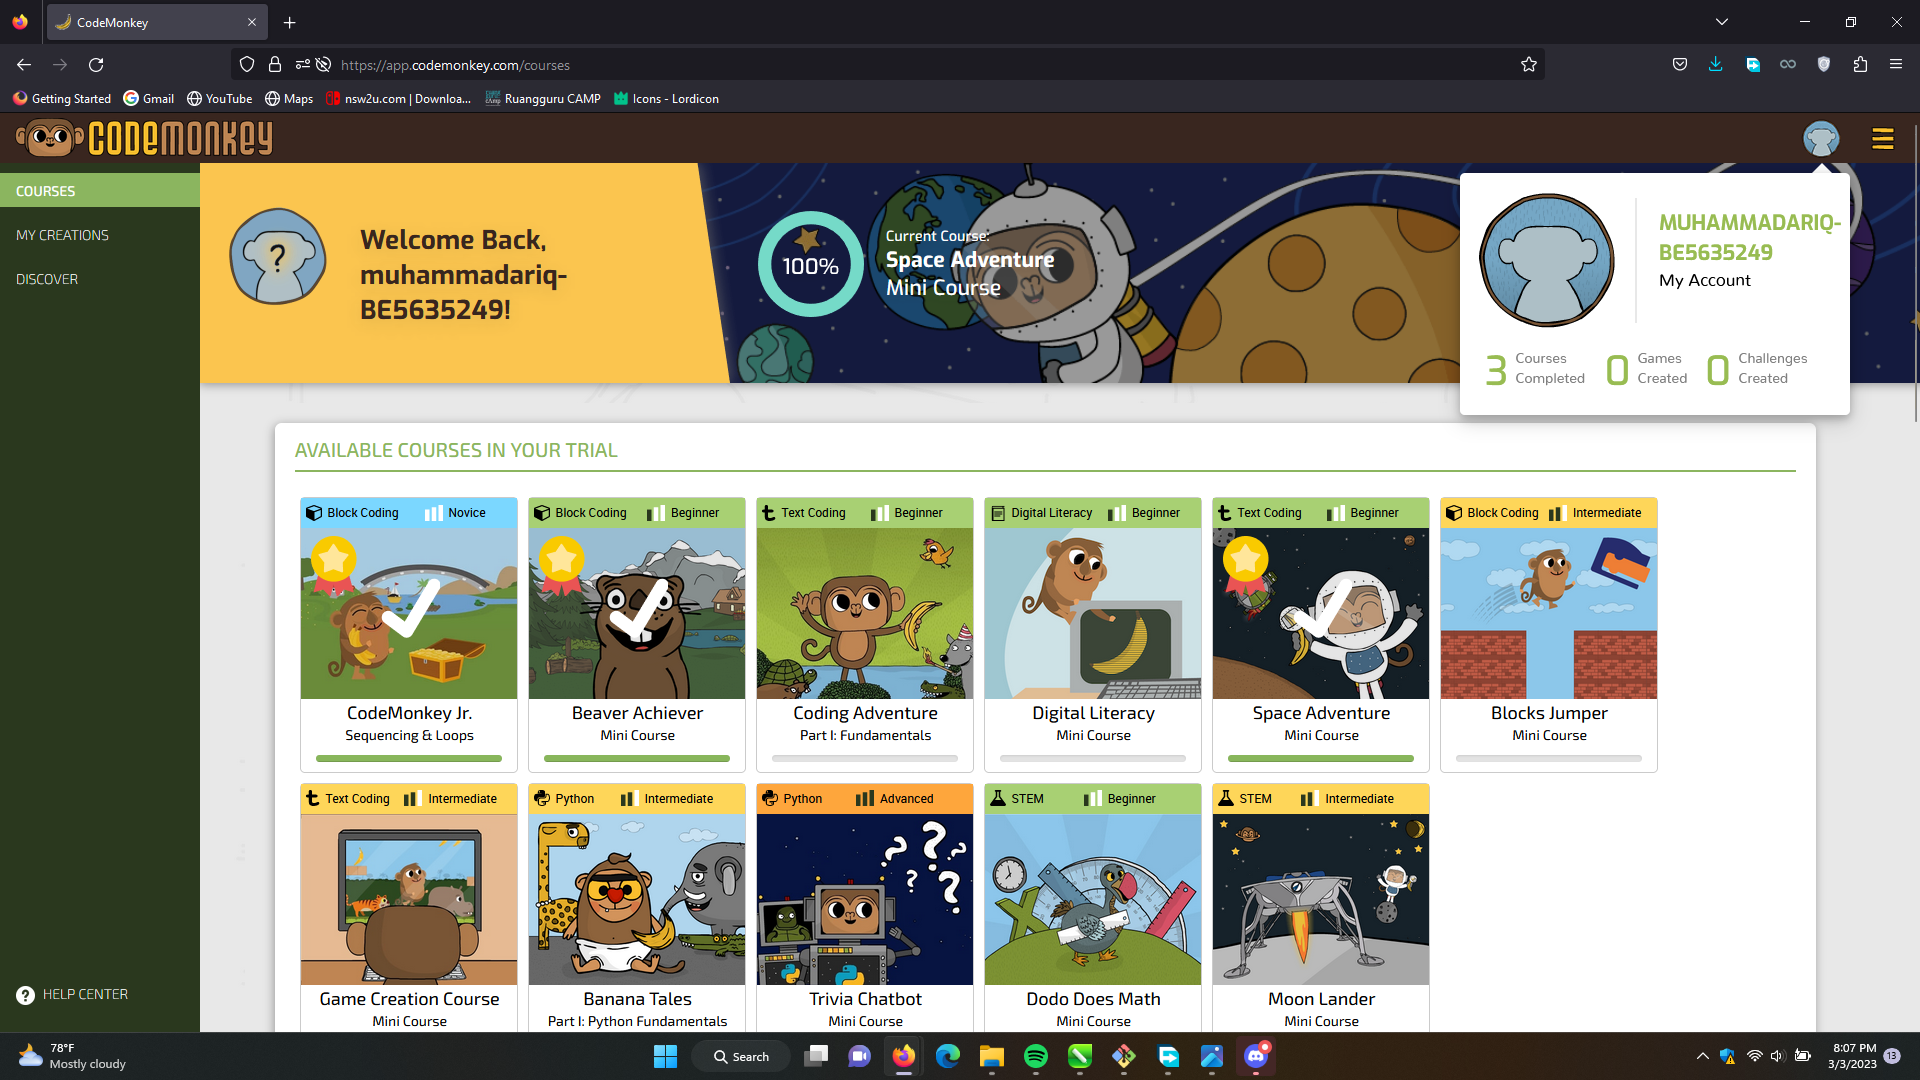 CodeMonkey
https://app.codemonkey.com/courses
Getting Started
Gmail
YouTube
Maps
nsw2u.com | Downloa...
Ruangguru CAMP
Icons - Lordicon
CODEMONKEY
COURSES
MY CREATIONS
DISCOVER
HELP CENTER
?
Welcome Back,
muhammadariq-
BE5635249!
100%
Current Course:
Space Adventure
Mini Course
MUHAMMADARIQ-
BE5635249
My Account
3 Courses
Completed
0 Games
Created
0 Challenges
Created
AVAILABLE COURSES IN YOUR TRIAL
Block Coding Novice
CodeMonkey Jr.
Sequencing & Loops
Block Coding Beginner
Beaver Achiever
Mini Course
Text Coding Beginner
Coding Adventure
Part I: Fundamentals
Digital Literacy Beginner
Digital Literacy
Mini Course
Text Coding Beginner
Space Adventure
Mini Course
Block Coding Intermediate
Blocks Jumper
Mini Course
Text Coding Intermediate
Game Creation Course
Mini Course
Python Intermediate
Banana Tales
Part I: Python Fundamentals
Python Advanced
? ? ? ? ?
Trivia Chatbot
Mini Course
STEM Beginner
Dodo Does Math
Mini Course
STEM Intermediate
Moon Lander
Mini Course
78°F
Mostly cloudy
Search
8:07 PM
3/3/2023
13